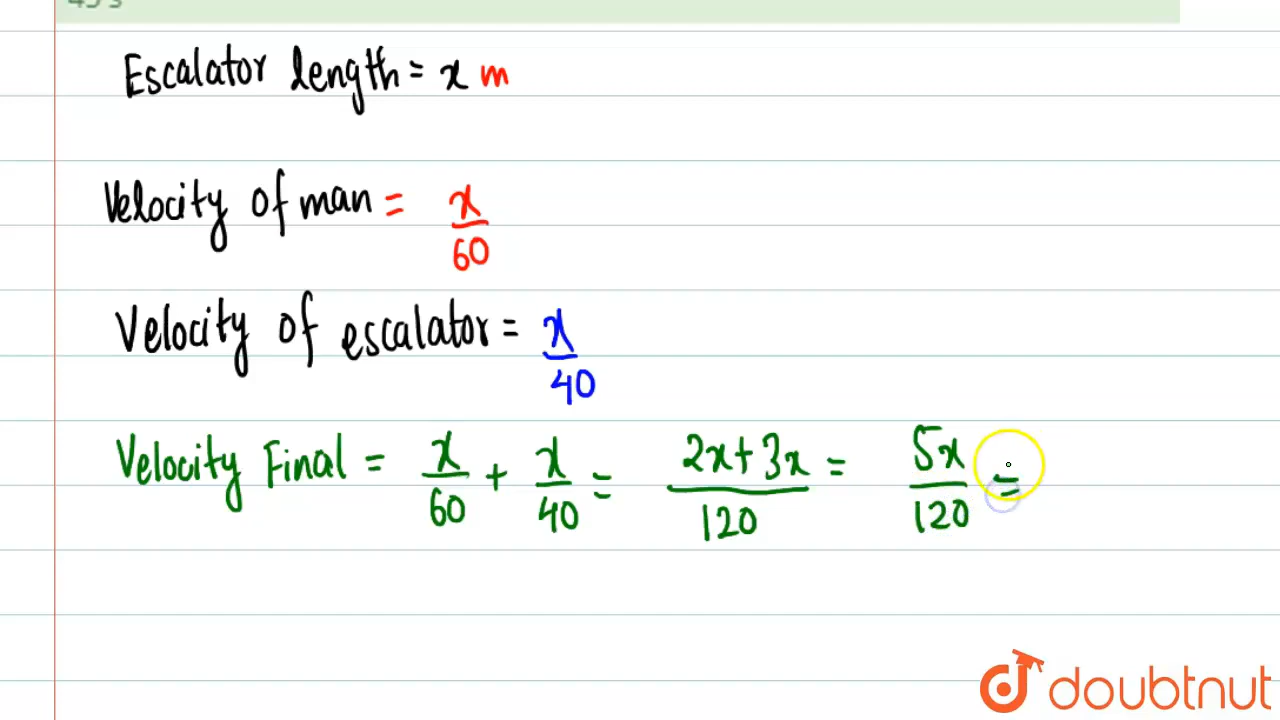 Escalator length = x m
Velocity of man = x/60
Velocity of escalator = x/40
Velocity Final = x/60 + x/40 = 2x+3x/120 = 5x/120 =
doubtnut